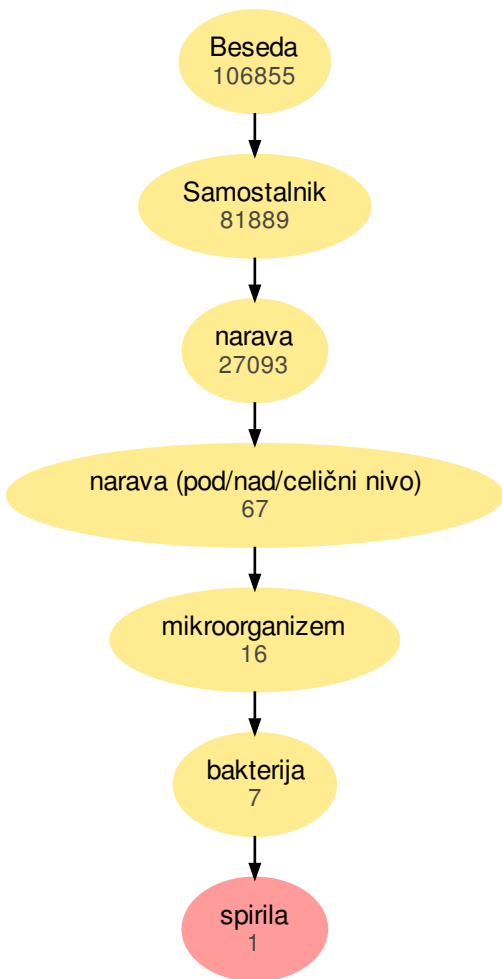 Beseda
106855
Samostalnik
81889
narava
27093
narava (pod/nad/celični nivo)
67
mikroorganizem
16
bakterija
7
spirila
1